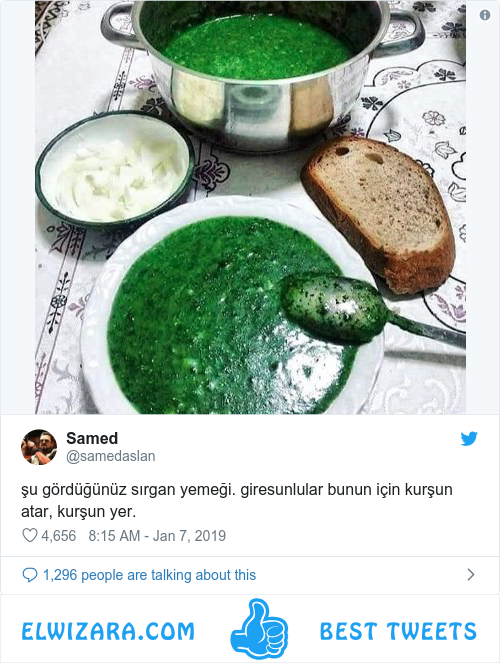 Samed
@samedaslan
şu gördüğünüz sırgan yemeği. giresunlular bunun için kurşun
atar, kurşun yer.
4,656 8:15 AM - Jan 7, 2019
1,296 people are talking about this
ELWIZARA.COM BEST TWEETS